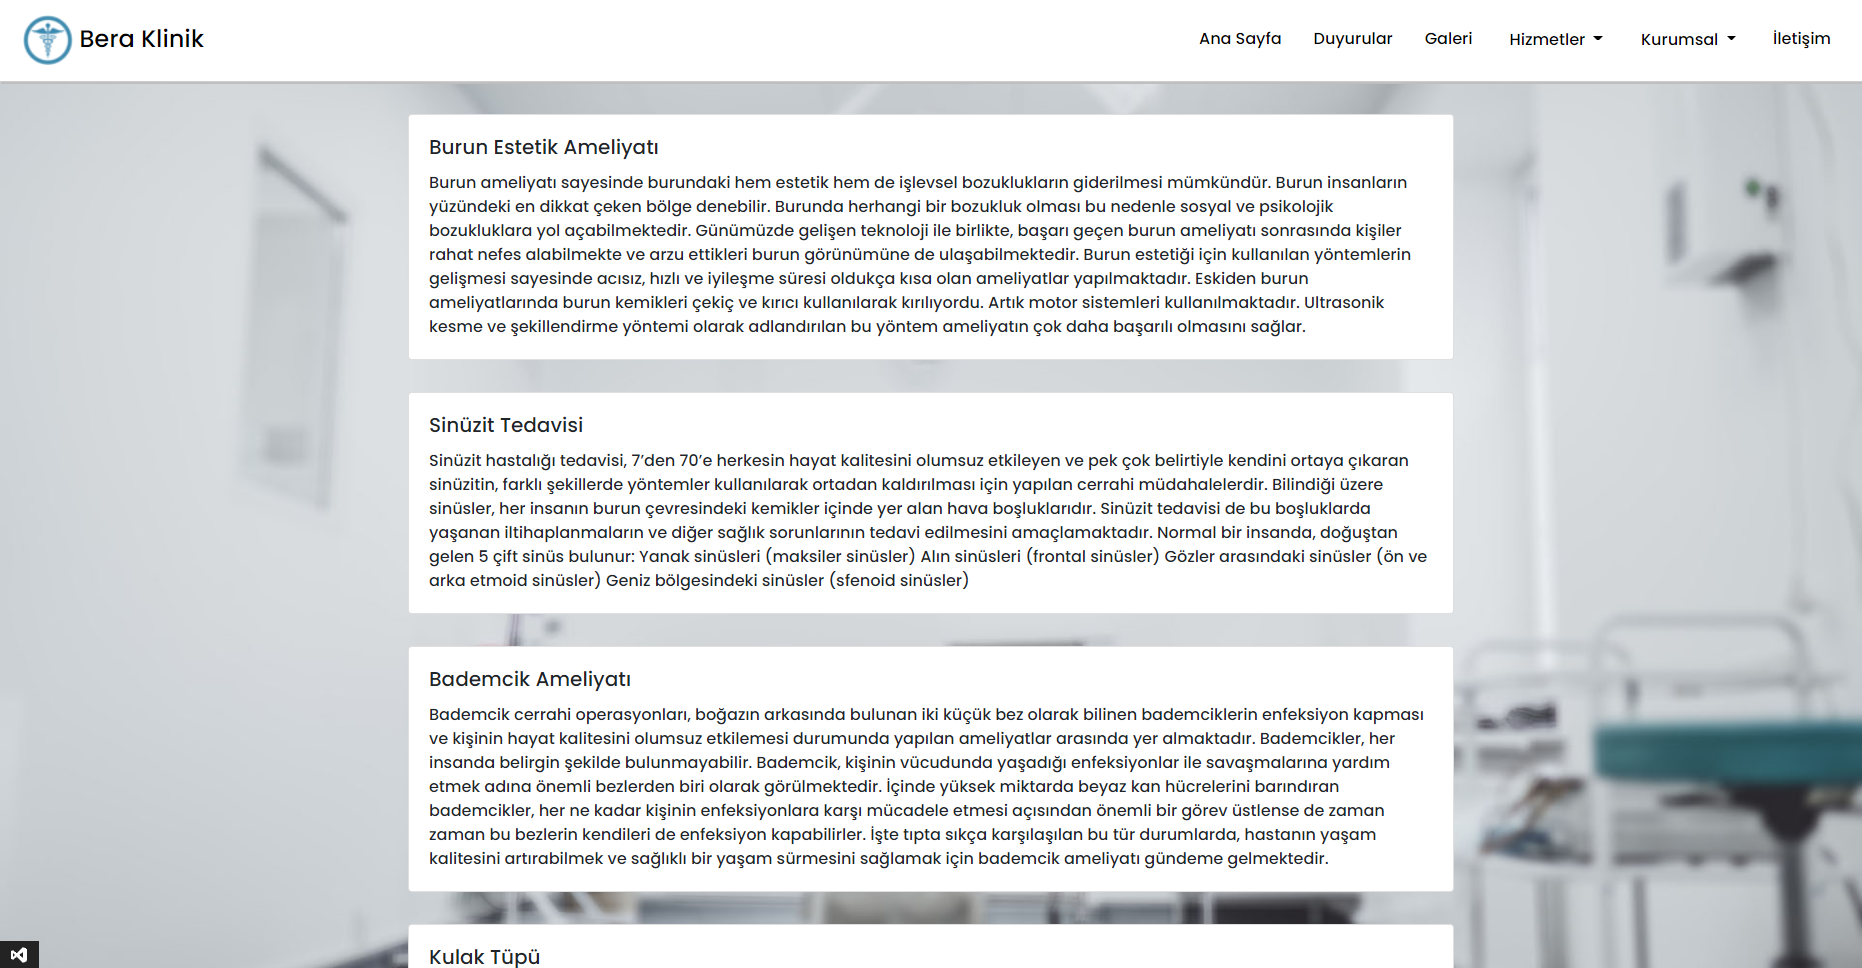 Bera Klinik
Ana Sayfa Duyurular Galeri Hizmetler Kurumsal İletişim
Burun Estetik Ameliyatı
Burun ameliyatı sayesinde burundaki hem estetik hem de işlevsel bozuklukların giderilmesi mümkündür. Burun insanların
yüzündeki en dikkat çeken bölge denebilir. Burunda herhangi bir bozukluk olması bu nedenle sosyal ve psikolojik
bozukluklara yol açabilmektedir. Günümüzde gelişen teknoloji ile birlikte, başarı geçen burun ameliyatı sonrasında kişiler
rahat nefes alabilmekte ve arzu ettikleri burun görünümüne de ulaşabilmektedir. Burun estetiği için kullanılan yöntemlerin
gelişmesi sayesinde acısız, hızlı ve iyileşme süresi oldukça kısa olan ameliyatlar yapılmaktadır. Eskiden burun
ameliyatlarında burun kemikleri çekiç ve kırıcı kullanılarak kırılıyordu. Artık motor sistemleri kullanılmaktadır. Ultrasonik
kesme ve şekillendirme yöntemi olarak adlandırılan bu yöntem ameliyatın çok daha başarılı olmasını sağlar.
Sinüzit Tedavisi
Sinüzit hastalığı tedavisi, 7’den 70’e herkesin hayat kalitesini olumsuz etkileyen ve pek çok belirtiyle kendini ortaya çıkaran
sinüzitin, farklı şekillerde yöntemler kullanılarak ortadan kaldırılması için yapılan cerrahi müdahalelerdir. Bilindiği üzere
sinüsler, her insanın burun çevresindeki kemikler içinde yer alan hava boşluklarıdır. Sinüzit tedavisi de bu boşluklarda
yaşanan iltihaplanmaların ve diğer sağlık sorunlarının tedavi edilmesini amaçlamaktadır. Normal bir insanda, doğuştan
gelen 5 çift sinüs bulunur: Yanak sinüsleri (maksiler sinüsler) Alın sinüsleri (frontal sinüsler) Gözler arasındaki sinüsler (ön ve
arka etmoid sinüsler) Geniz bölgesindeki sinüsler (sfenoid sinüsler)
Bademcik Ameliyatı
Bademcik cerrahi operasyonları, boğazın arkasında bulunan iki küçük bez olarak bilinen bademciklerin enfeksiyon kapması
ve kişinin hayat kalitesini olumsuz etkilemesi durumunda yapılan ameliyatlar arasında yer almaktadır. Bademcikler, her
insanda belirgin şekilde bulunmayabilir. Bademcik, kişinin vücudunda yaşadığı enfeksiyonlar ile savaşmalarına yardım
etmek adına önemli bezlerden biri olarak görülmektedir. İçinde yüksek miktarda beyaz kan hücrelerini barındıran
bademcikler, her ne kadar kişinin enfeksiyonlara karşı mücadele etmesi açısından önemli bir görev üstlense de zaman
zaman bu bezlerin kendileri de enfeksiyon kapabilirler. İşte tıpta sıkça karşılaşılan bu tür durumlarda, hastanın yaşam
kalitesini artırabilmek ve sağlıklı bir yaşam sürmesini sağlamak için bademcik ameliyatı gündeme gelmektedir.
Kulak Tüpü